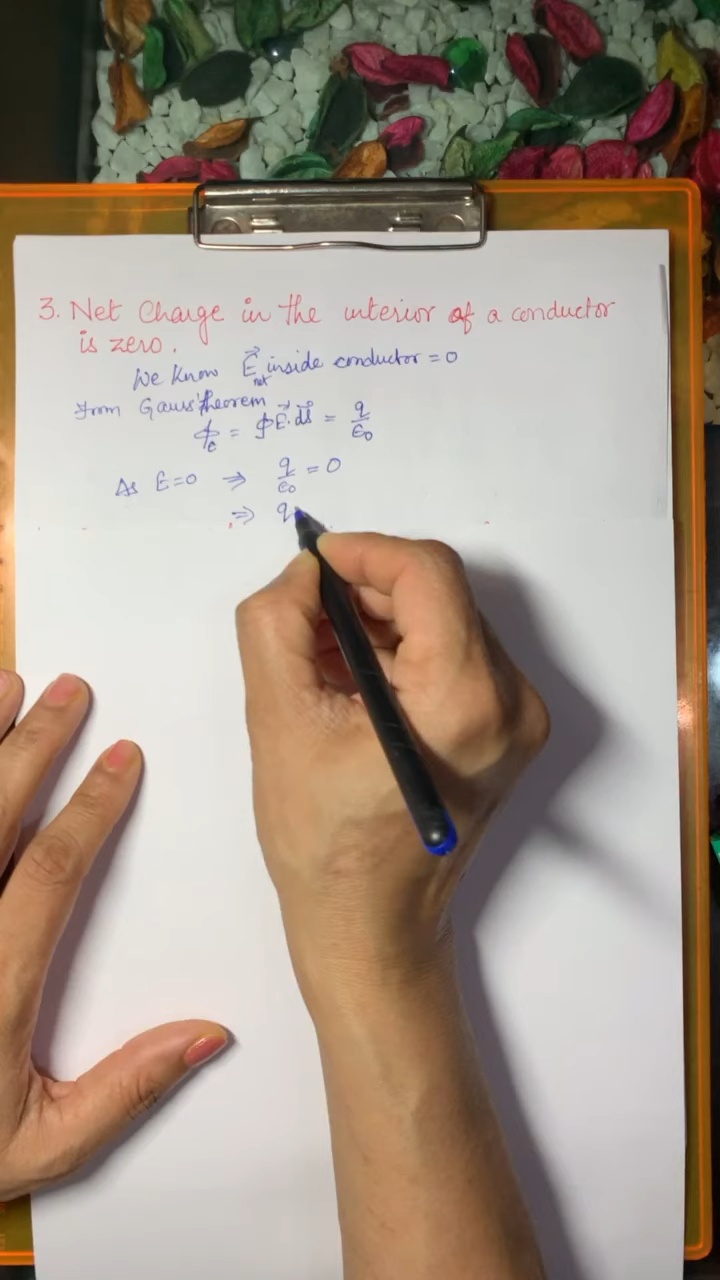 3. Net Charge in the interior of a conductor
is zero.
We know E⃗ net inside conductor = 0
From Gauss' theorem
ϕe = ∮E⃗.ds⃗ = q/ε0
As E=0 ⇒ q/ε0 = 0
⇒ q